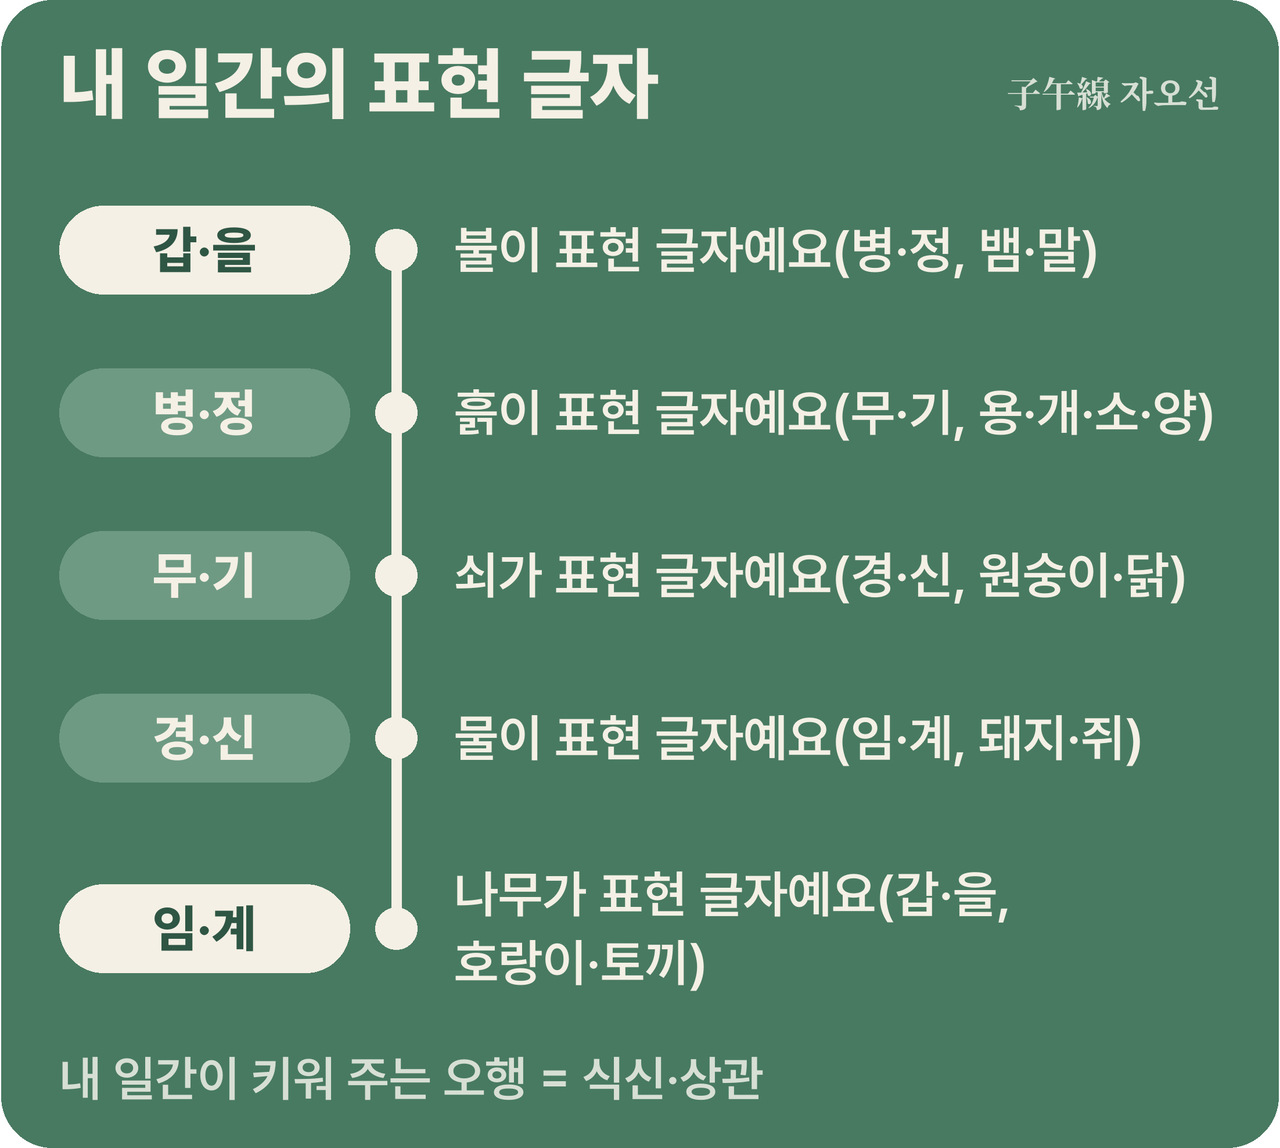 내 일간의 표현 글자
子午線 자오선
갑·을
불이 표현 글자예요(병·정, 뱀·말)
병·정
흙이 표현 글자예요(무·기, 용·개·소·양)
무·기
쇠가 표현 글자예요(경·신, 원숭이·닭)
경·신
물이 표현 글자예요(임·계, 돼지·쥐)
임·계
나무가 표현 글자예요(갑·을,
호랑이·토끼)
내 일간이 키워 주는 오행 = 식신·상관